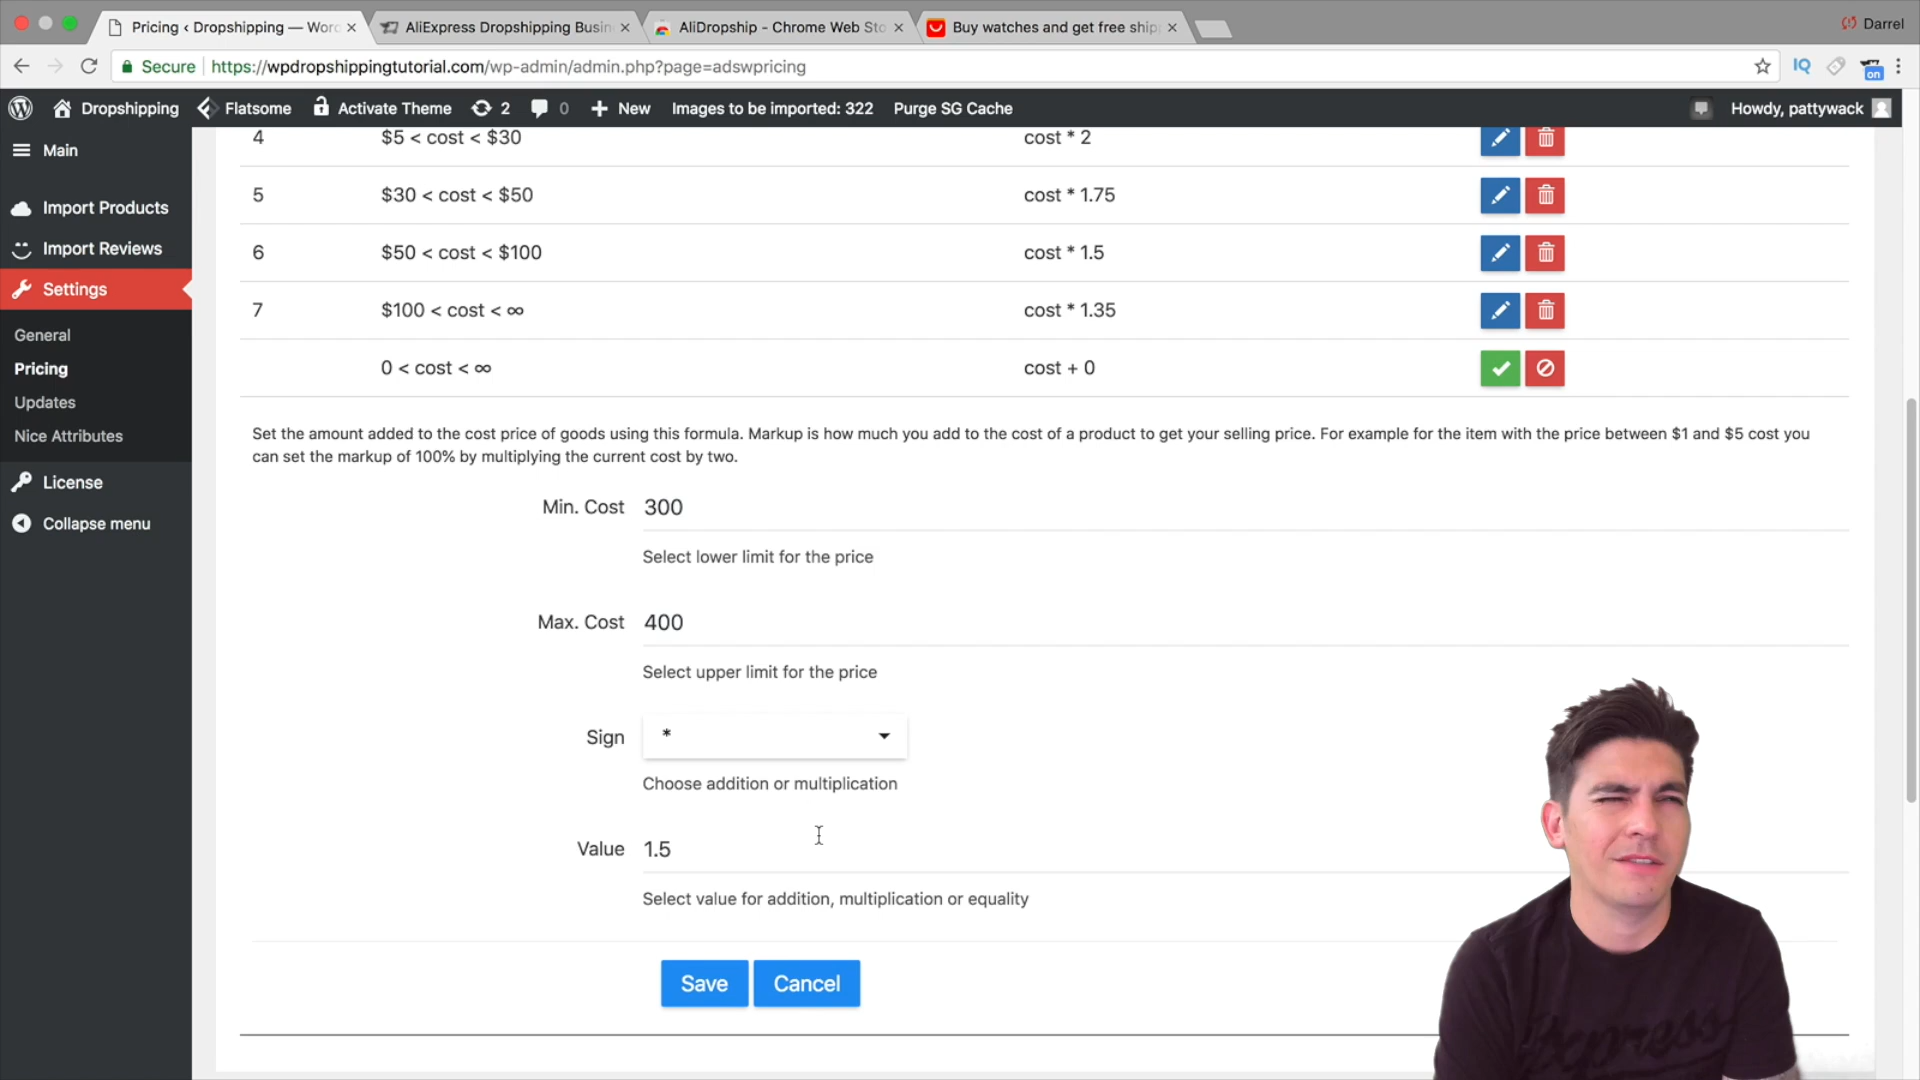 Pricing ‹ Dropshipping — Wor
AliExpress Dropshipping Busin
AliDropship - Chrome Web Sto
Buy watches and get free ship
Darrel
Secure
https://wpdropshippingtutorial.com/wp-admin/admin.php?page=adswpricing
IQ
on
Dropshipping
Flatsome
Activate Theme
2
0
New
Images to be imported: 322
Purge SG Cache
Howdy, pattywack
Main
Import Products
Import Reviews
Settings
General
Pricing
Updates
Nice Attributes
License
Collapse menu
4 $5 < cost < $30 cost * 2
5 $30 < cost < $50 cost * 1.75
6 $50 < cost < $100 cost * 1.5
7 $100 < cost < ∞ cost * 1.35
0 < cost < ∞ cost + 0
Set the amount added to the cost price of goods using this formula. Markup is how much you add to the cost of a product to get your selling price. For example for the item with the price between $1 and $5 cost you
can set the markup of 100% by multiplying the current cost by two.
Min. Cost 300
Select lower limit for the price
Max. Cost 400
Select upper limit for the price
Sign *
Choose addition or multiplication
Value 1.5
Select value for addition, multiplication or equality
Save Cancel